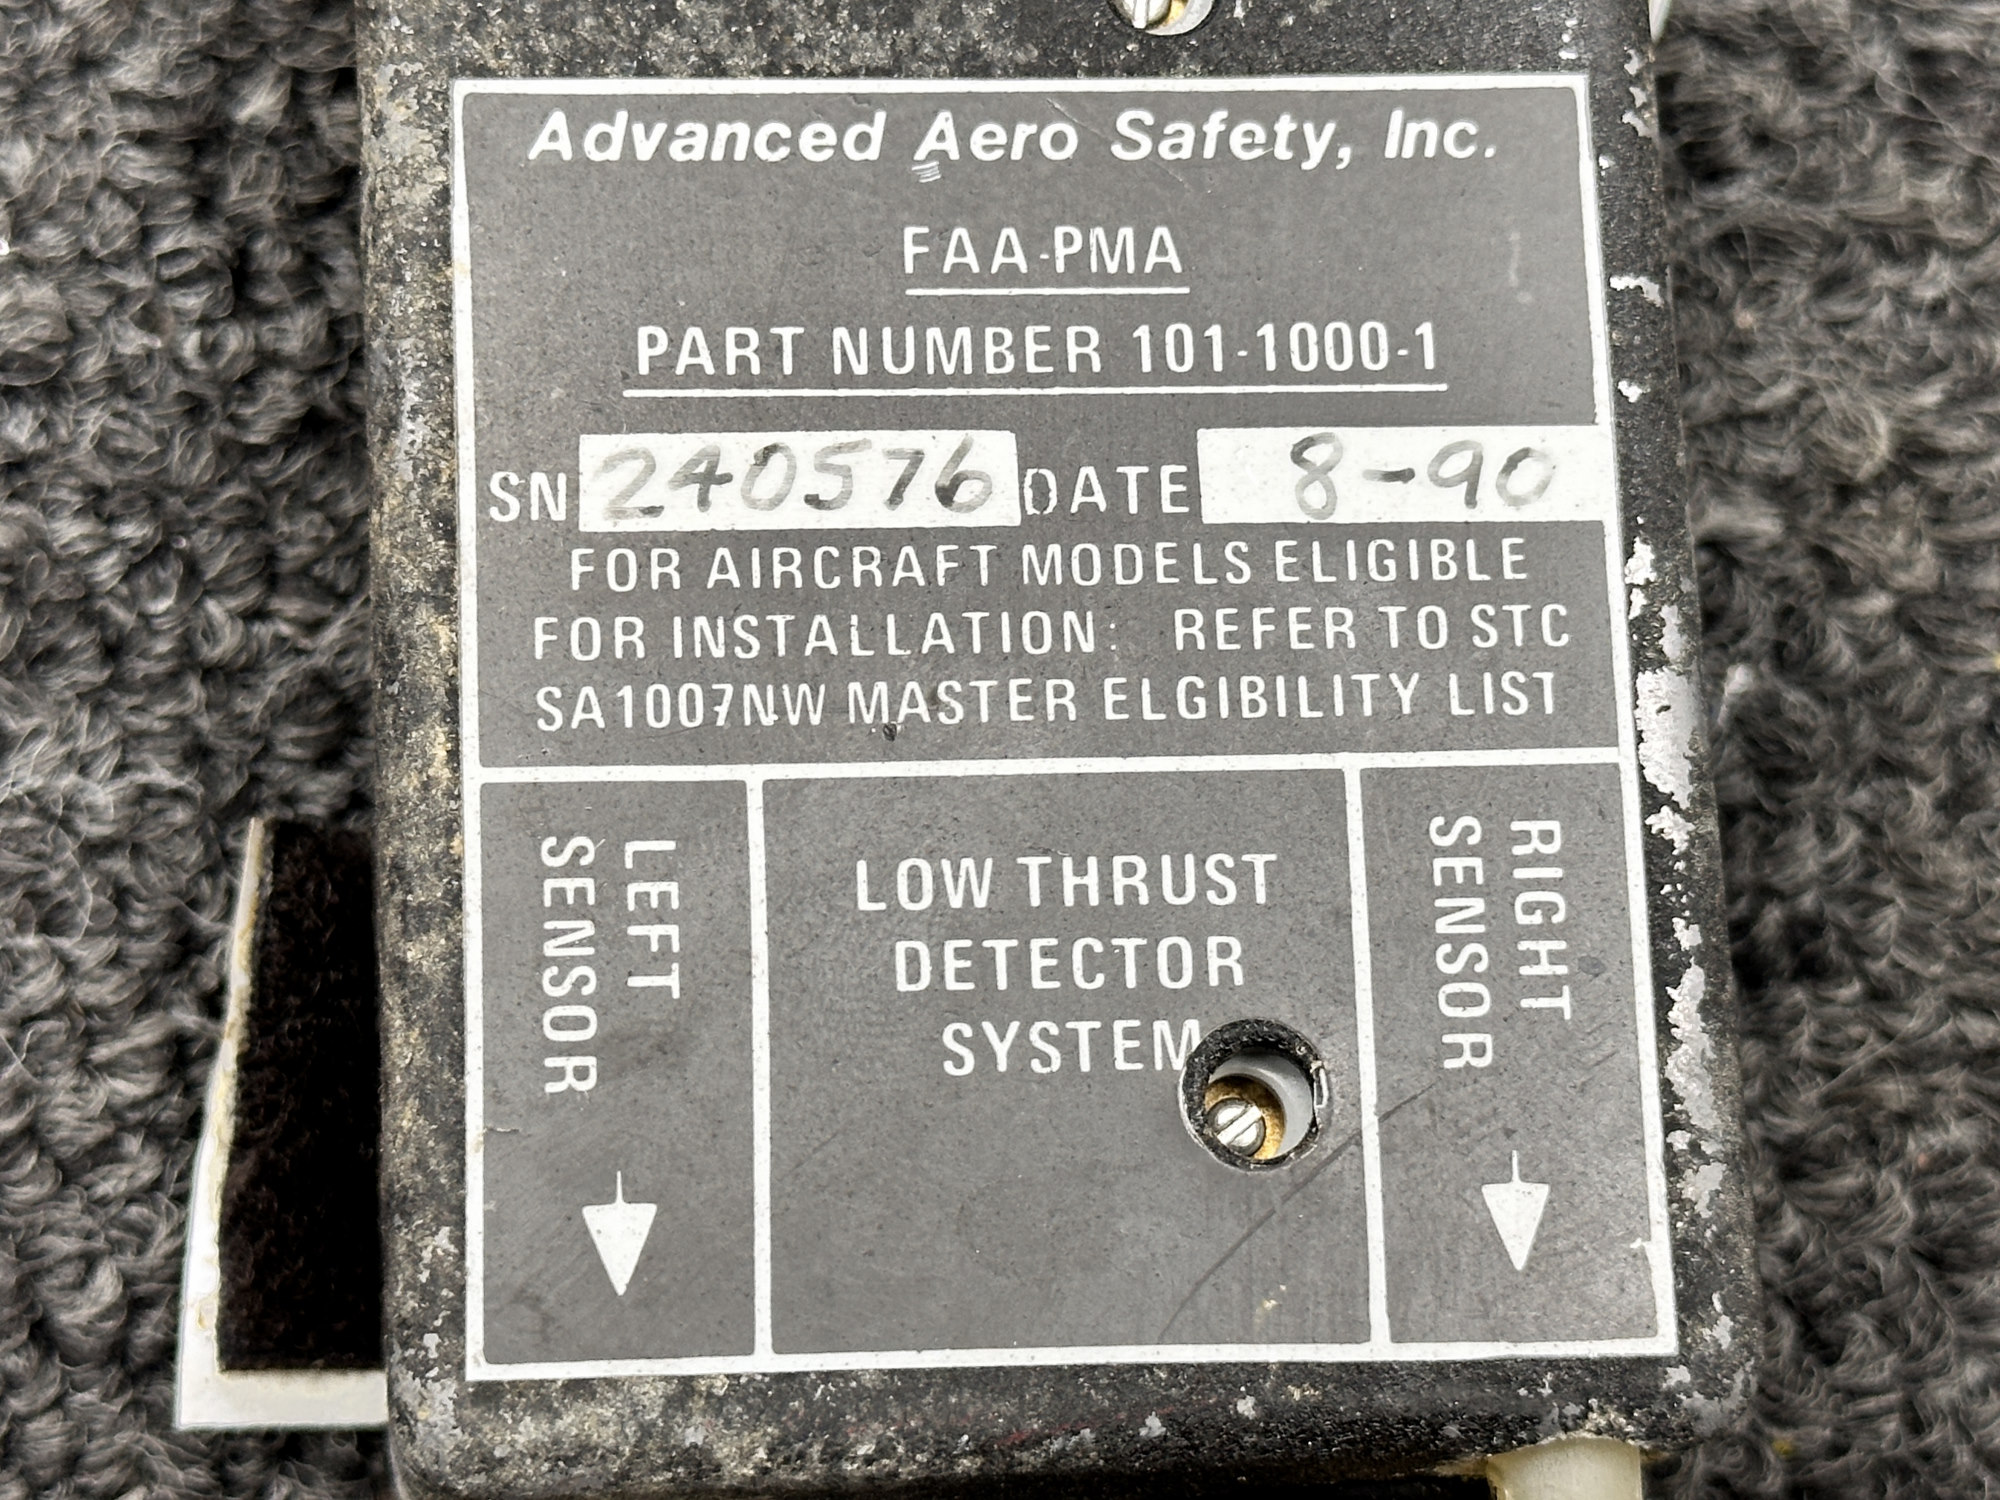 Advanced Aero Safety, Inc.
FAA-PMA
PART NUMBER 101-1000-1
SN 240576 DATE 8-90
FOR AIRCRAFT MODELS ELIGIBLE
FOR INSTALLATION: REFER TO STC
SA1007NW MASTER ELGIBILITY LIST
LEFT
SENSOR
LOW THRUST
DETECTOR
SYSTEM
RIGHT
SENSOR